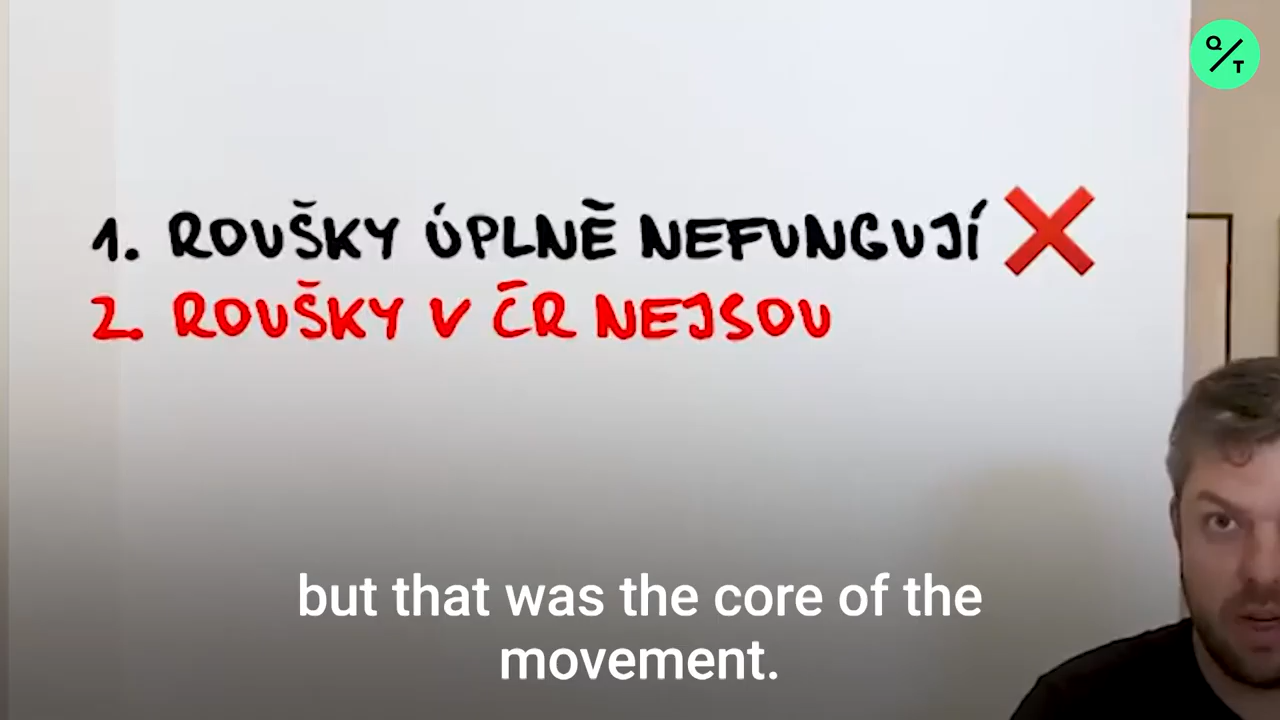 Q/T
1. ROUŠKY ÚPLNĚ NEFUNGUJÍ
2. ROUŠKY V ČR NEJSOU
but that was the core of the
movement.